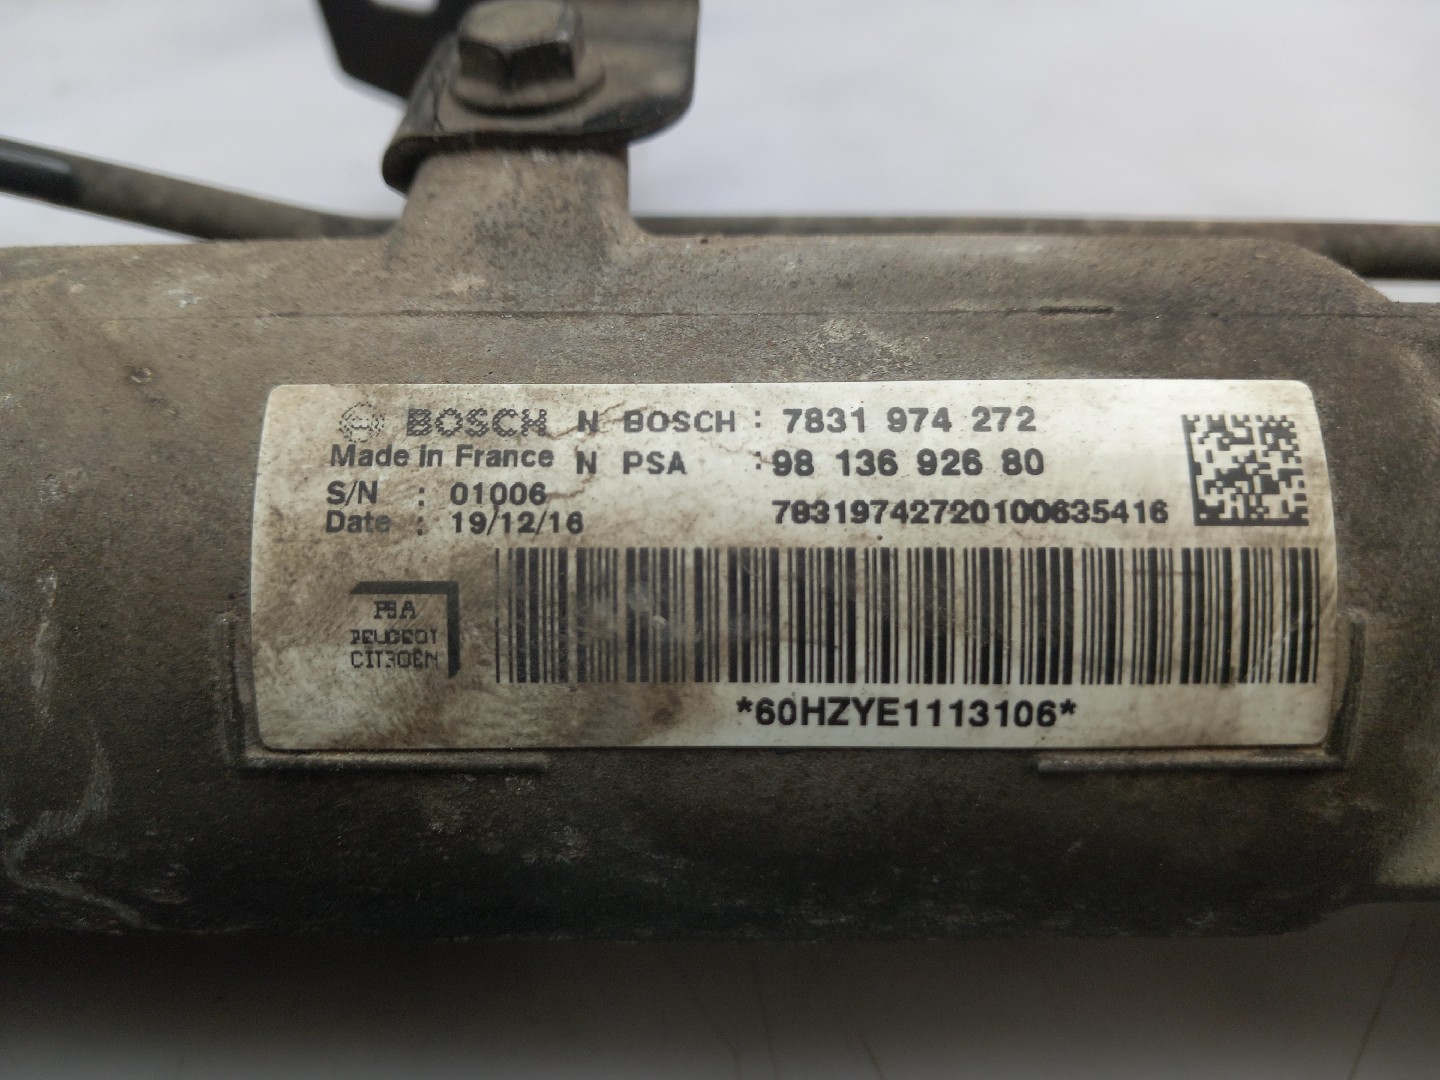 BOSCH N BOSCH : 7831 974 272
Made in France N PSA : 98 136 926 80
S/N : 01006
Date : 19/12/16
78319742720100635416
PSA
PEUGEOT
CITROËN
*60HZYE1113106*